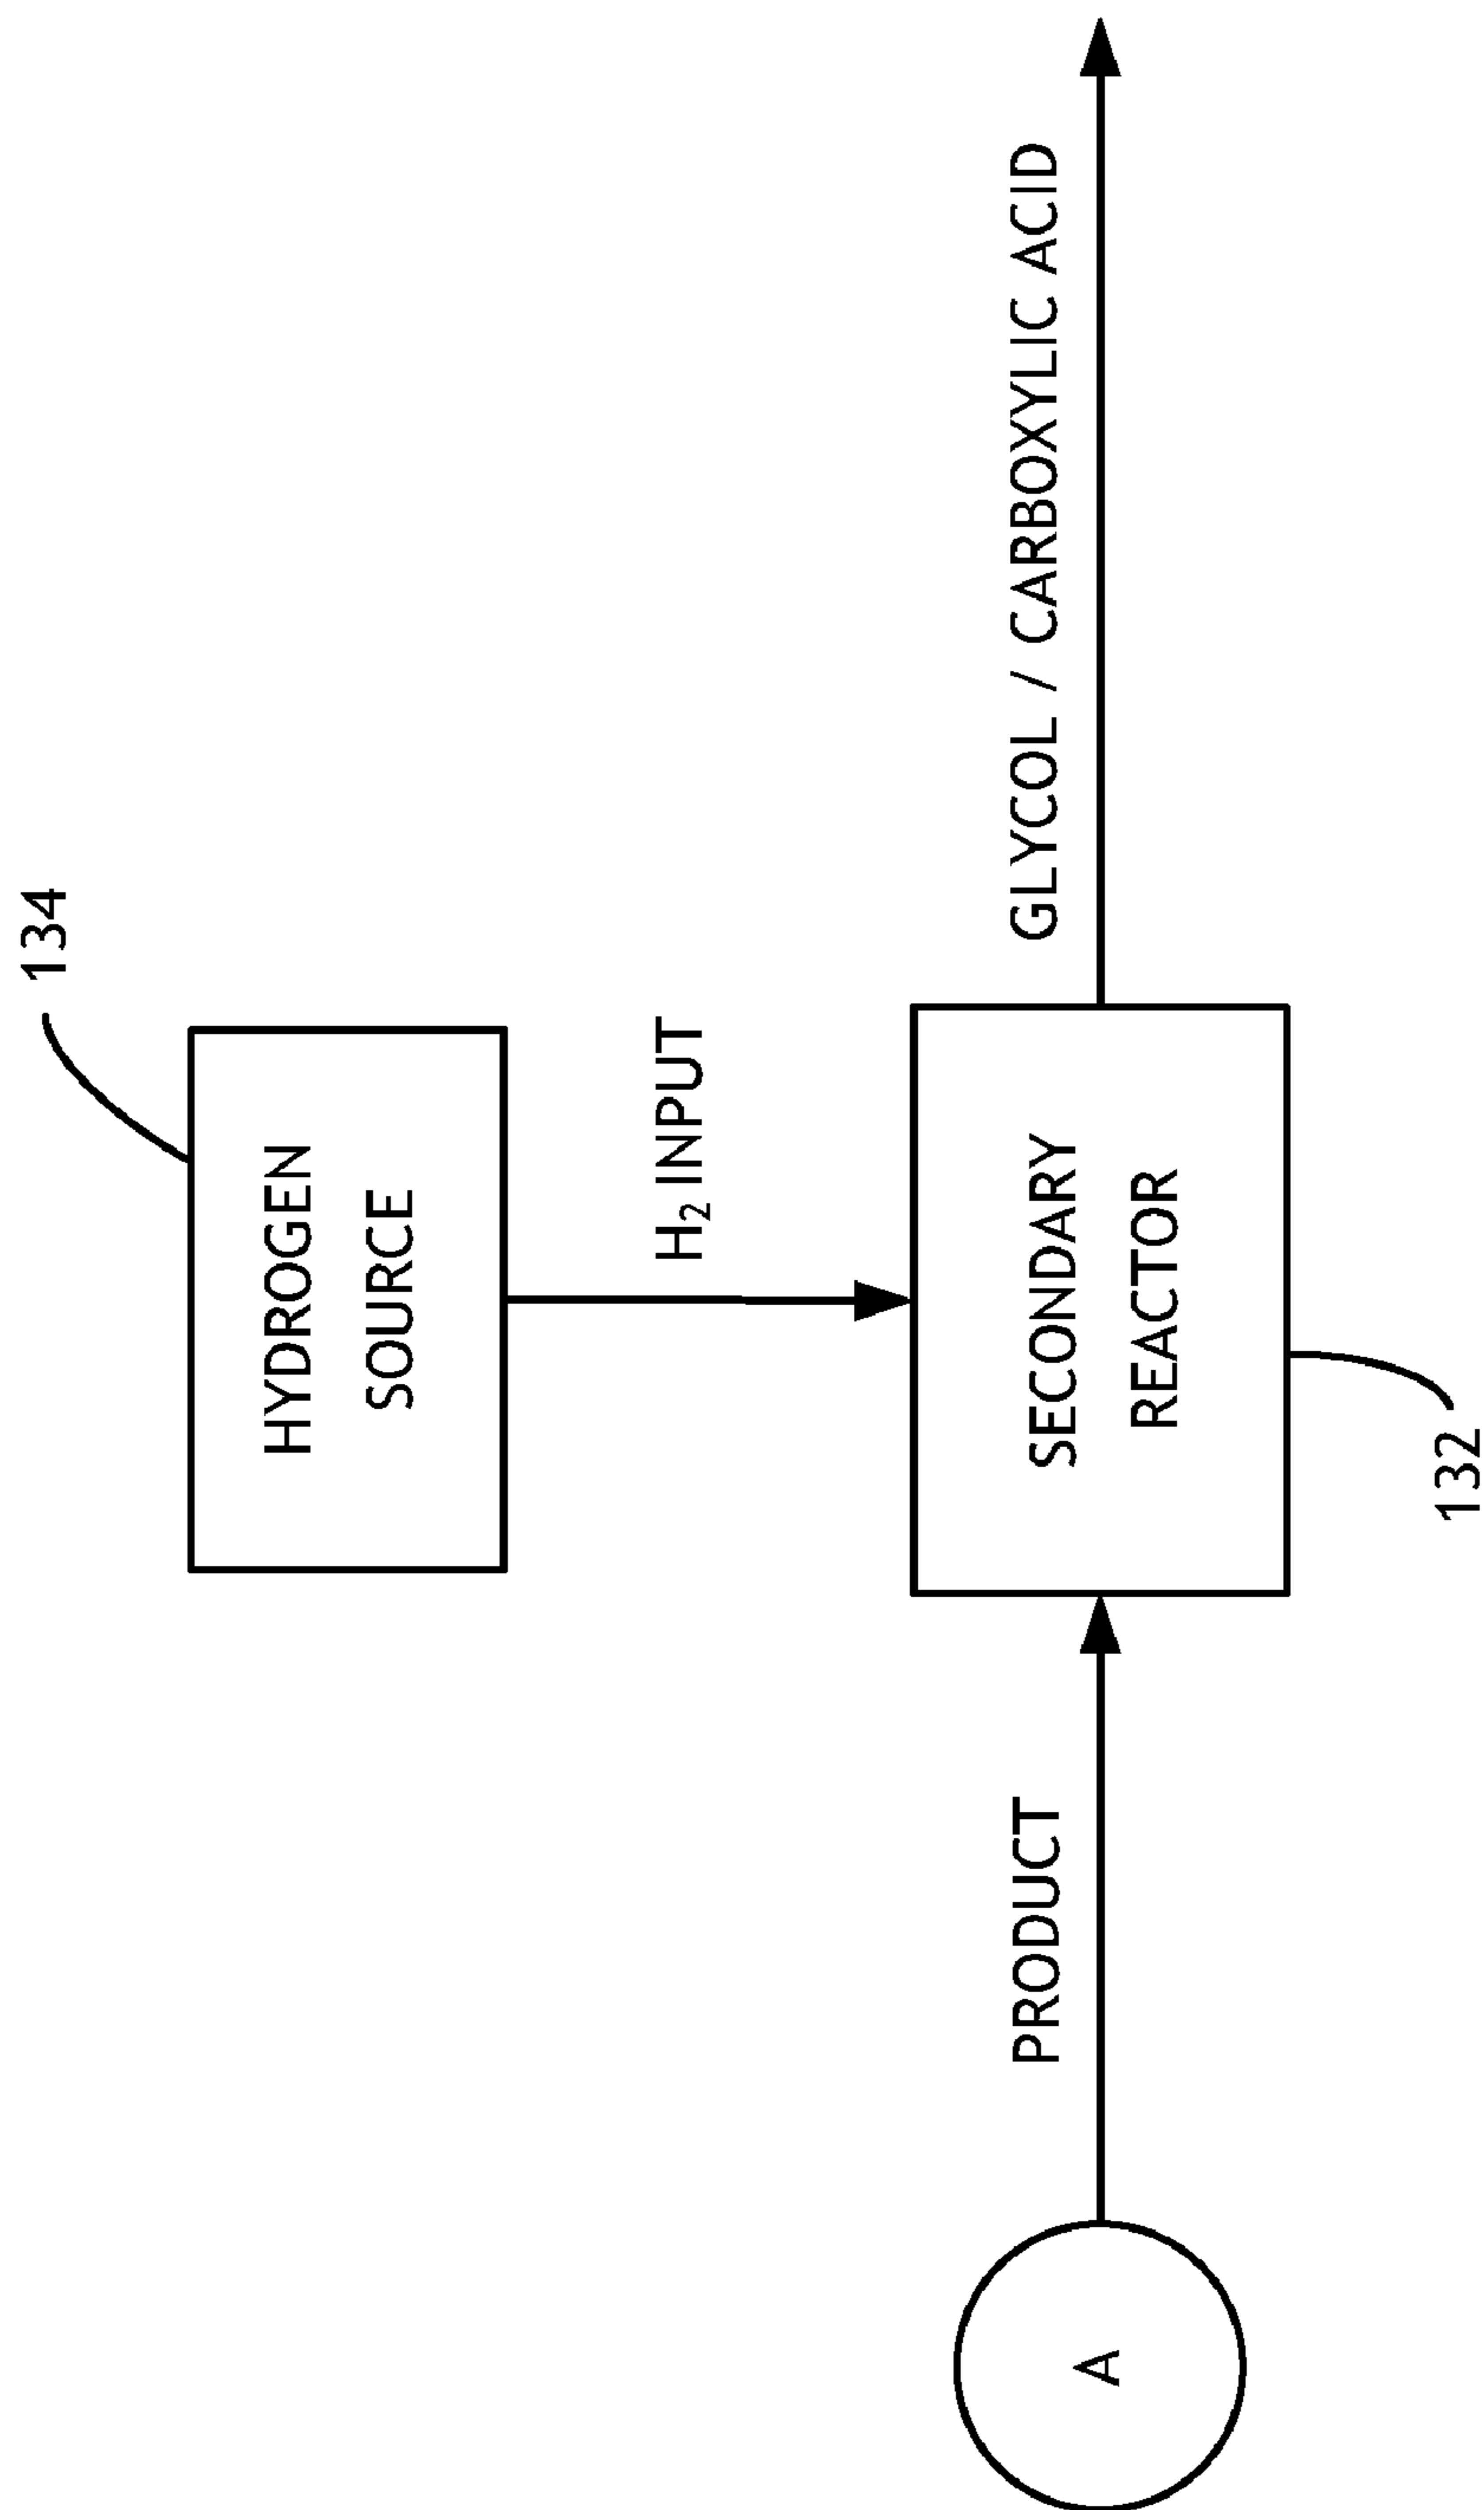 134
HYDROGEN
SOURCE
H₂ INPUT
A
PRODUCT
SECONDARY
REACTOR
GLYCOL / CARBOXYLIC ACID
132